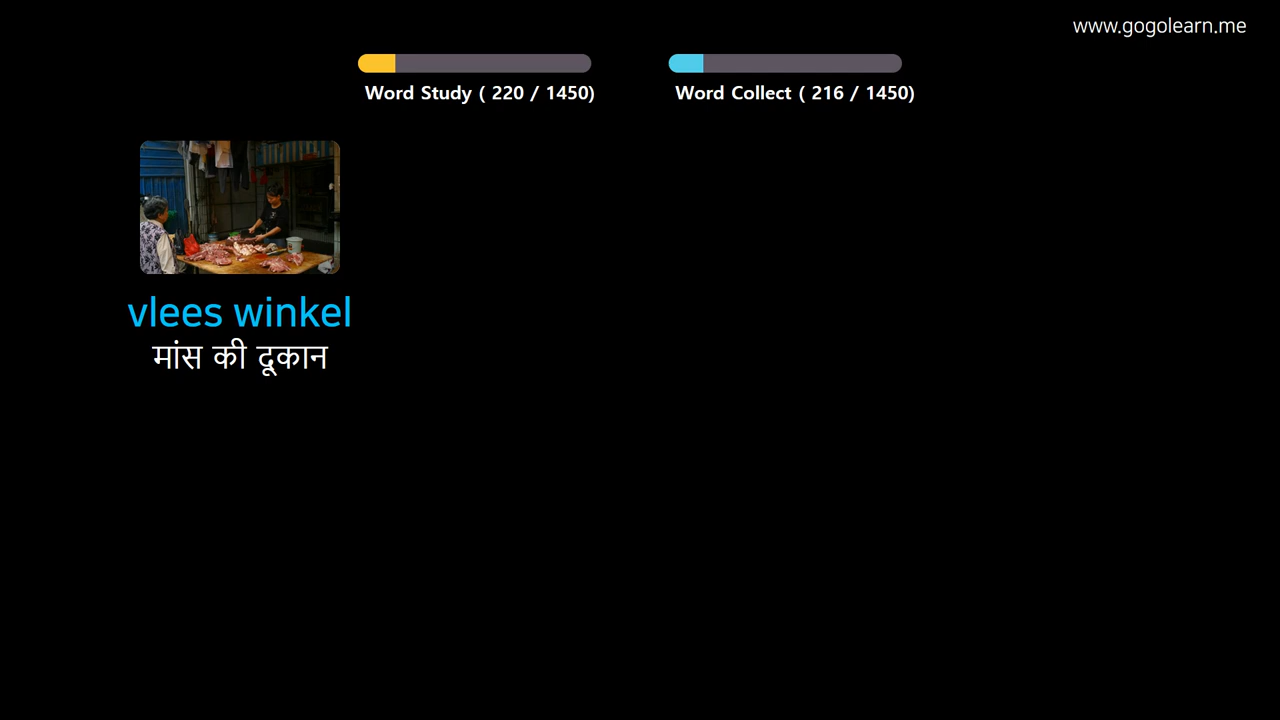 www.gogolearn.me
Word Study ( 220 / 1450)
Word Collect ( 216 / 1450)
vlees winkel
मांस की दूकान